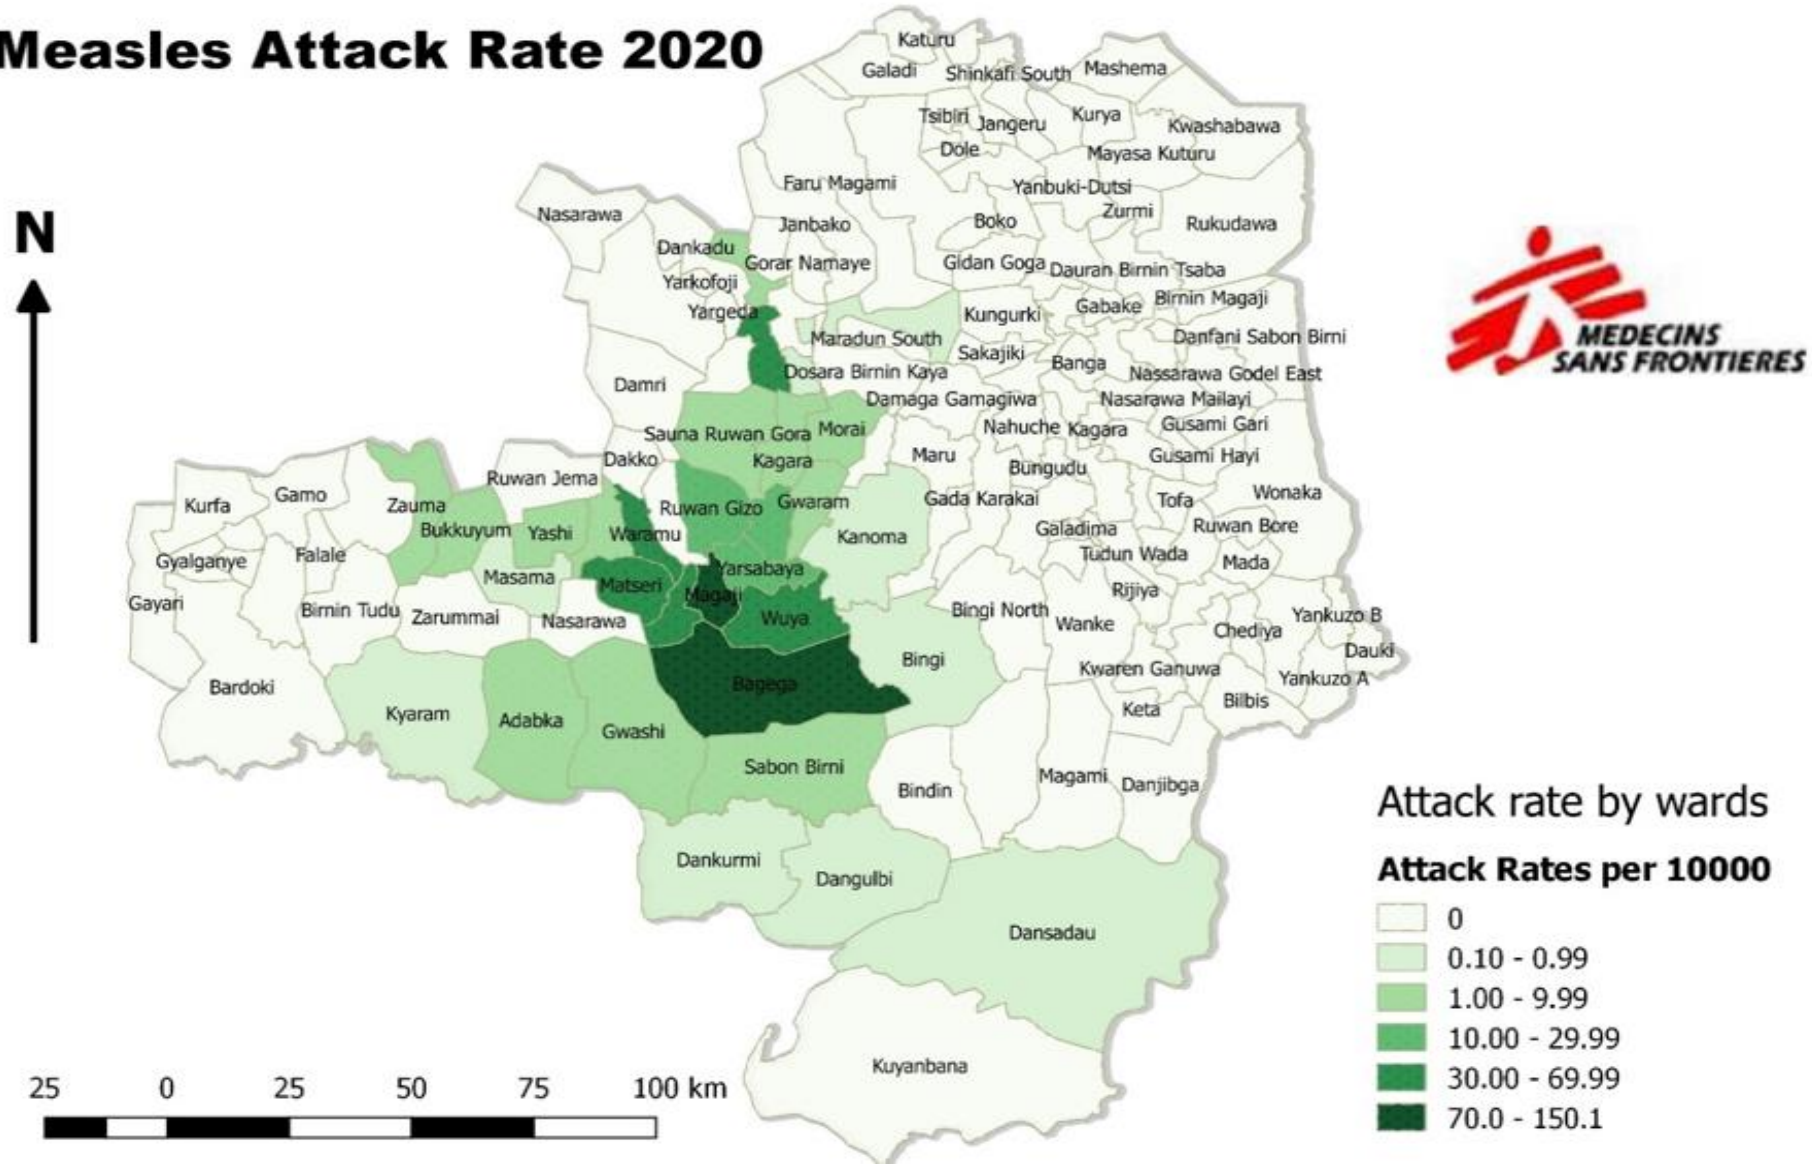 Measles Attack Rate 2020
N
Katuru
Galadi
Shinkafi South
Mashema
Tsibiri
Jangeru
Kurya
Kwashabawa
Dole
Mayasa Kuturu
Faru Magami
Yanbuki-Dutsi
Nasarawa
Janbako
Boko
Zurmi
Rukudawa
Dankadu
Gorar Namaye
Gidan Goga
Dauran Birnin Tsaba
Yarkofoji
Yargeda
Kungurki
Gabake
Birnin Magaji
Maradun South
Sakajiki
Danfani Sabon Birni
Banga
Dosara Birnin Kaya
Nassarawa Godel East
Damri
Damaga Gamagiwa
Nasarawa Mailayi
Sauna Ruwan Gora
Morai
Nahuche
Kagara
Gusami Gari
Dakko
Kagara
Maru
Bungudu
Gusami Hayi
Ruwan Jema
Kurfa
Gamo
Zauma
Ruwan Gizo
Gwaram
Gada Karakai
Tofa
Wonaka
Bukkuyum
Yashi
Waramu
Kanoma
Galadima
Ruwan Bore
Gyalganye
Falale
Tudun Wada
Mada
Masama
Matseri
Yarsabaya
Magaji
Rijiya
Gayari
Birnin Tudu
Zarummai
Nasarawa
Wuya
Bingi North
Wanke
Chediya
Yankuzo B
Dauki
Bardoki
Bagega
Bingi
Kwaren Ganuwa
Yankuzo A
Kyaram
Adabka
Gwashi
Keta
Bilbis
Sabon Birni
Bindin
Magami
Danjibga
Dankurmi
Dangulbi
Dansadau
Kuyanbana
MEDECINS
SANS FRONTIERES
Attack rate by wards
Attack Rates per 10000
0
0.10 - 0.99
1.00 - 9.99
10.00 - 29.99
30.00 - 69.99
70.0 - 150.1
25 0 25 50 75 100 km